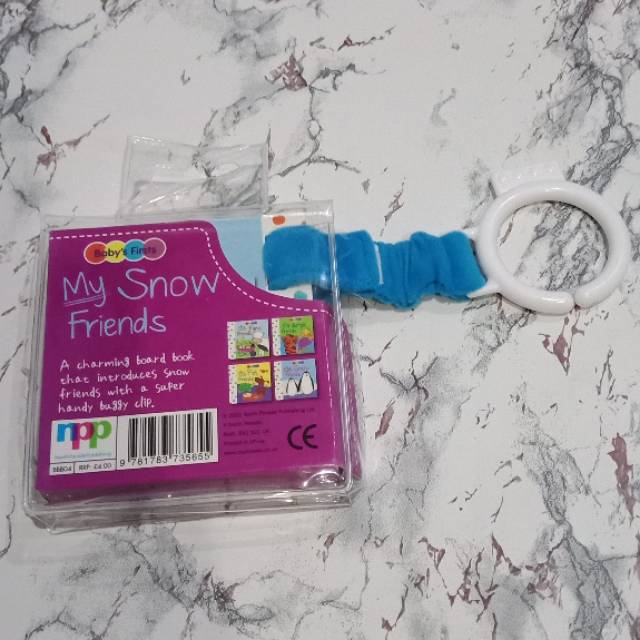 Baby's Firsts
My Snow
Friends
A charming board book
that introduces snow
friends with a super
handy buggy clip.
npp
BBB04 RRP: £4.00
9 781783 735655
CE